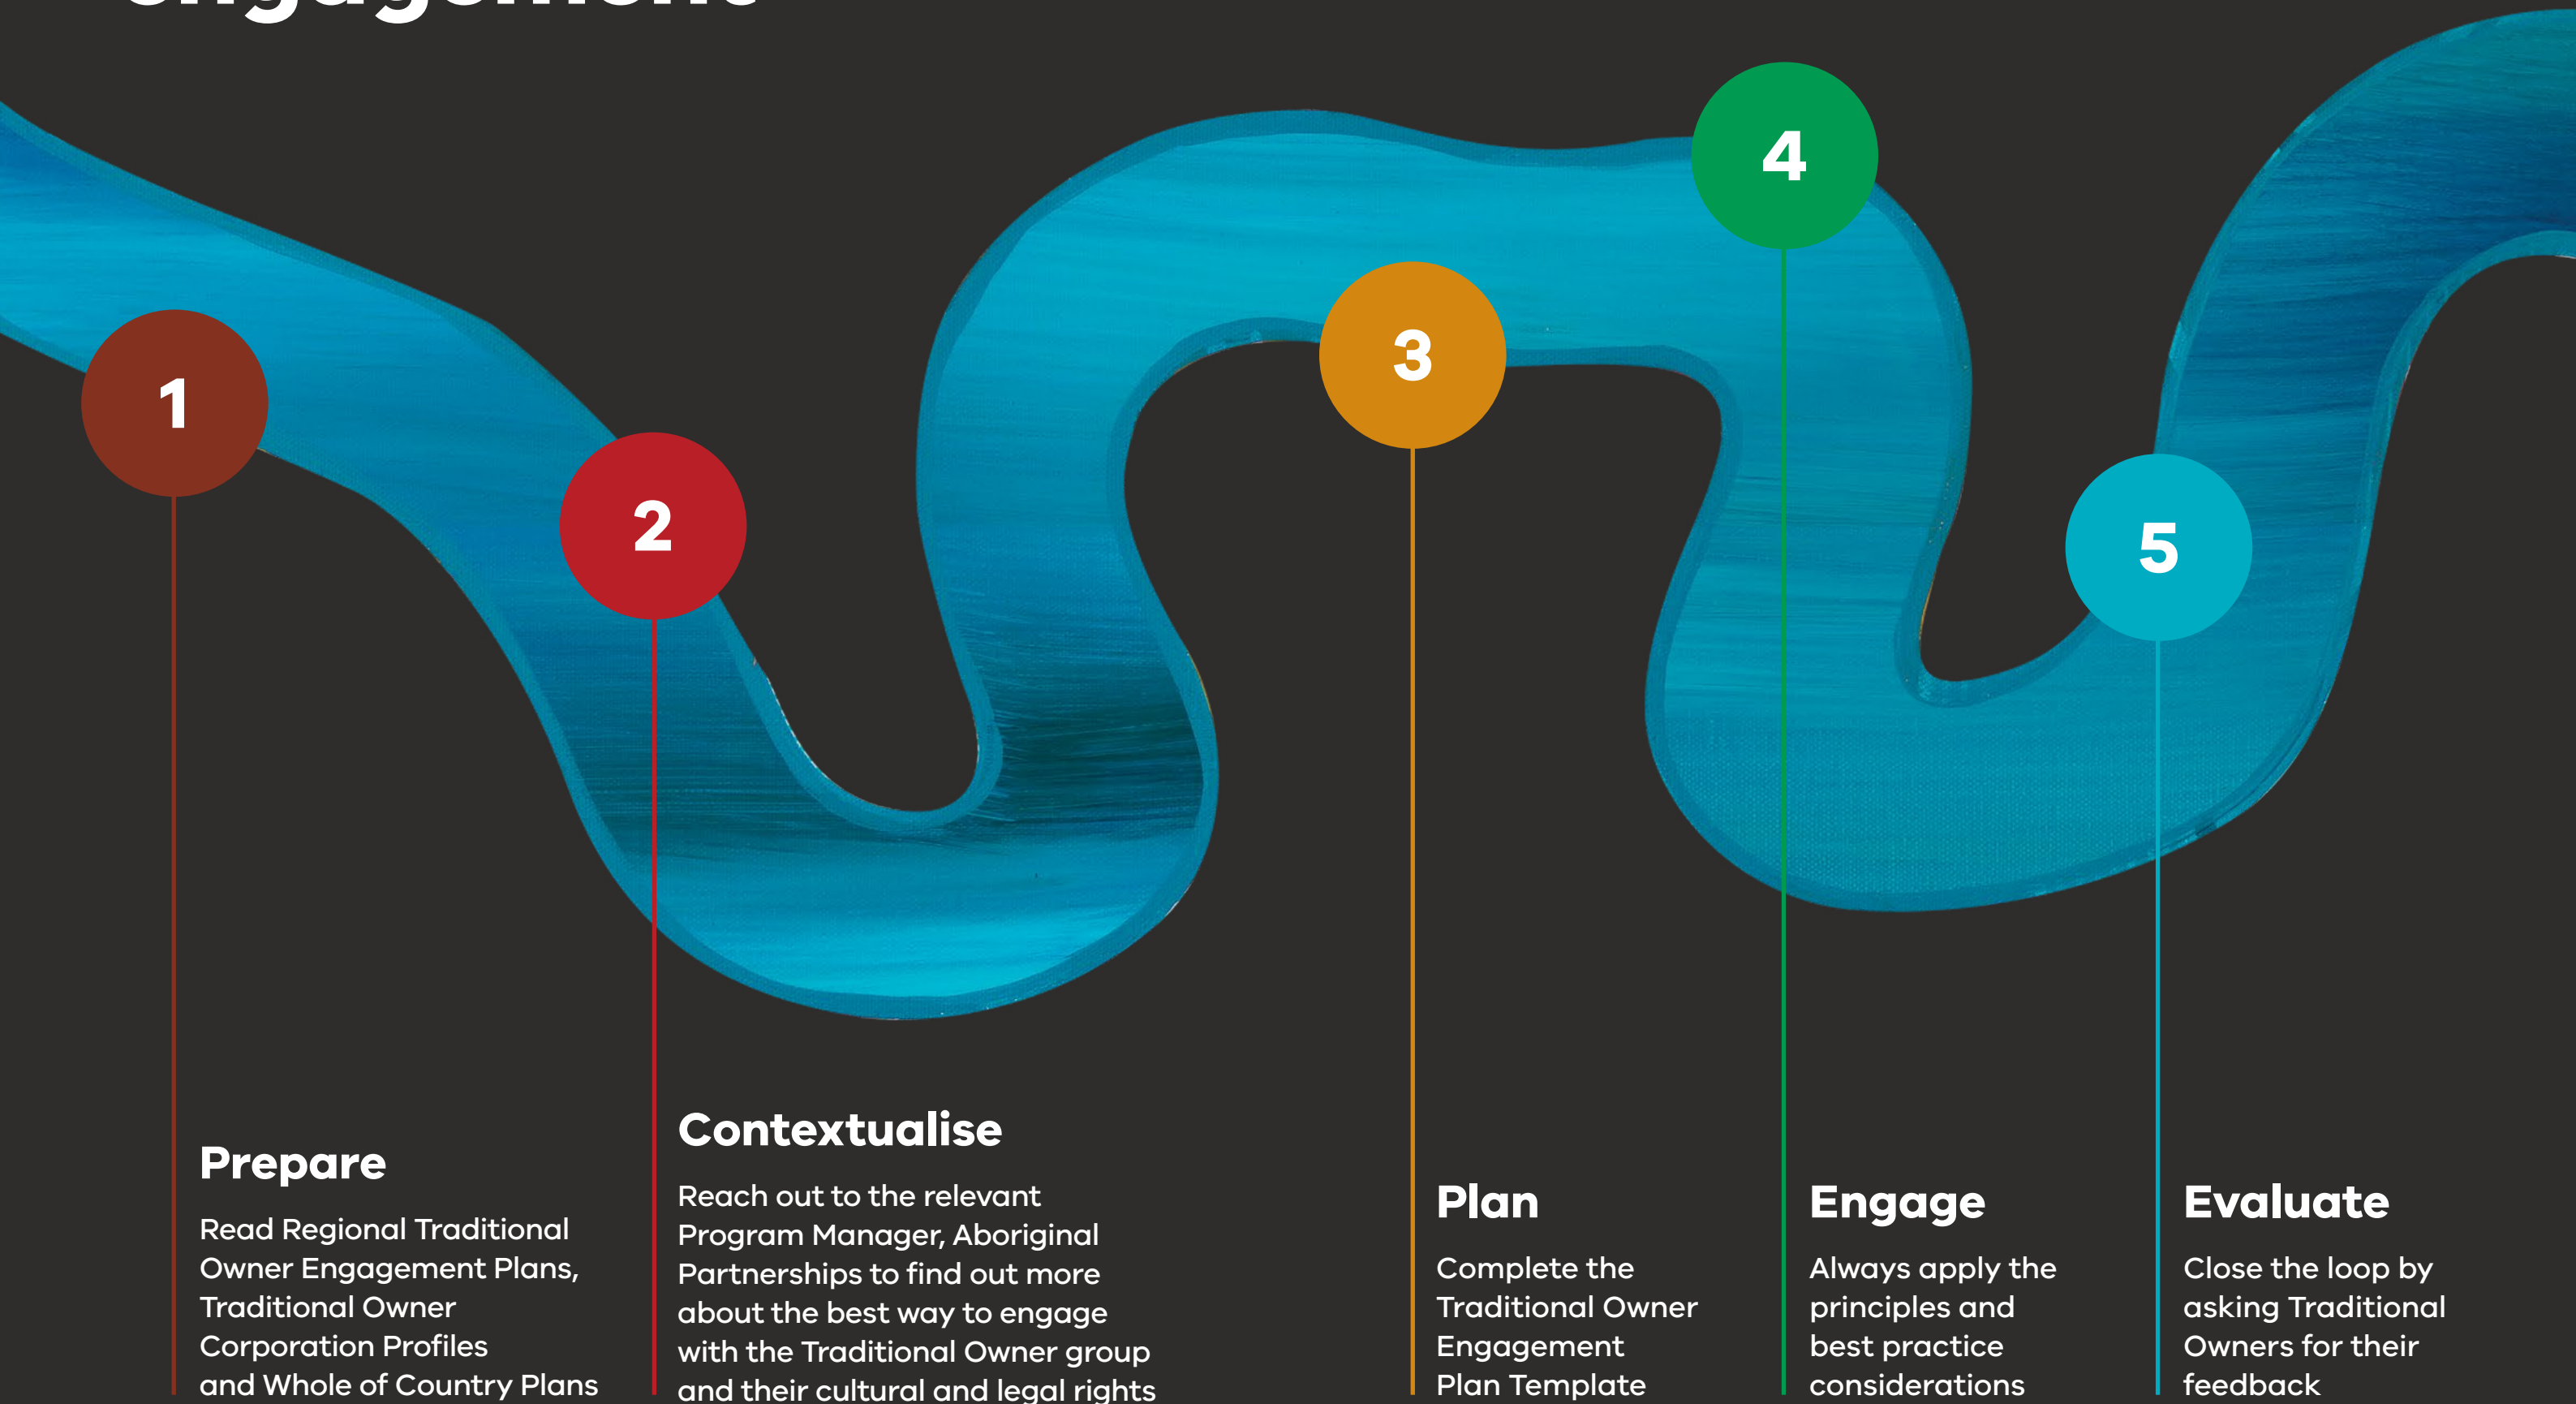 engagement
1
2
3
4
5
Prepare
Read Regional Traditional
Owner Engagement Plans,
Traditional Owner
Corporation Profiles
and Whole of Country Plans
Contextualise
Reach out to the relevant
Program Manager, Aboriginal
Partnerships to find out more
about the best way to engage
with the Traditional Owner group
and their cultural and legal rights
Plan
Complete the
Traditional Owner
Engagement
Plan Template
Engage
Always apply the
principles and
best practice
considerations
Evaluate
Close the loop by
asking Traditional
Owners for their
feedback